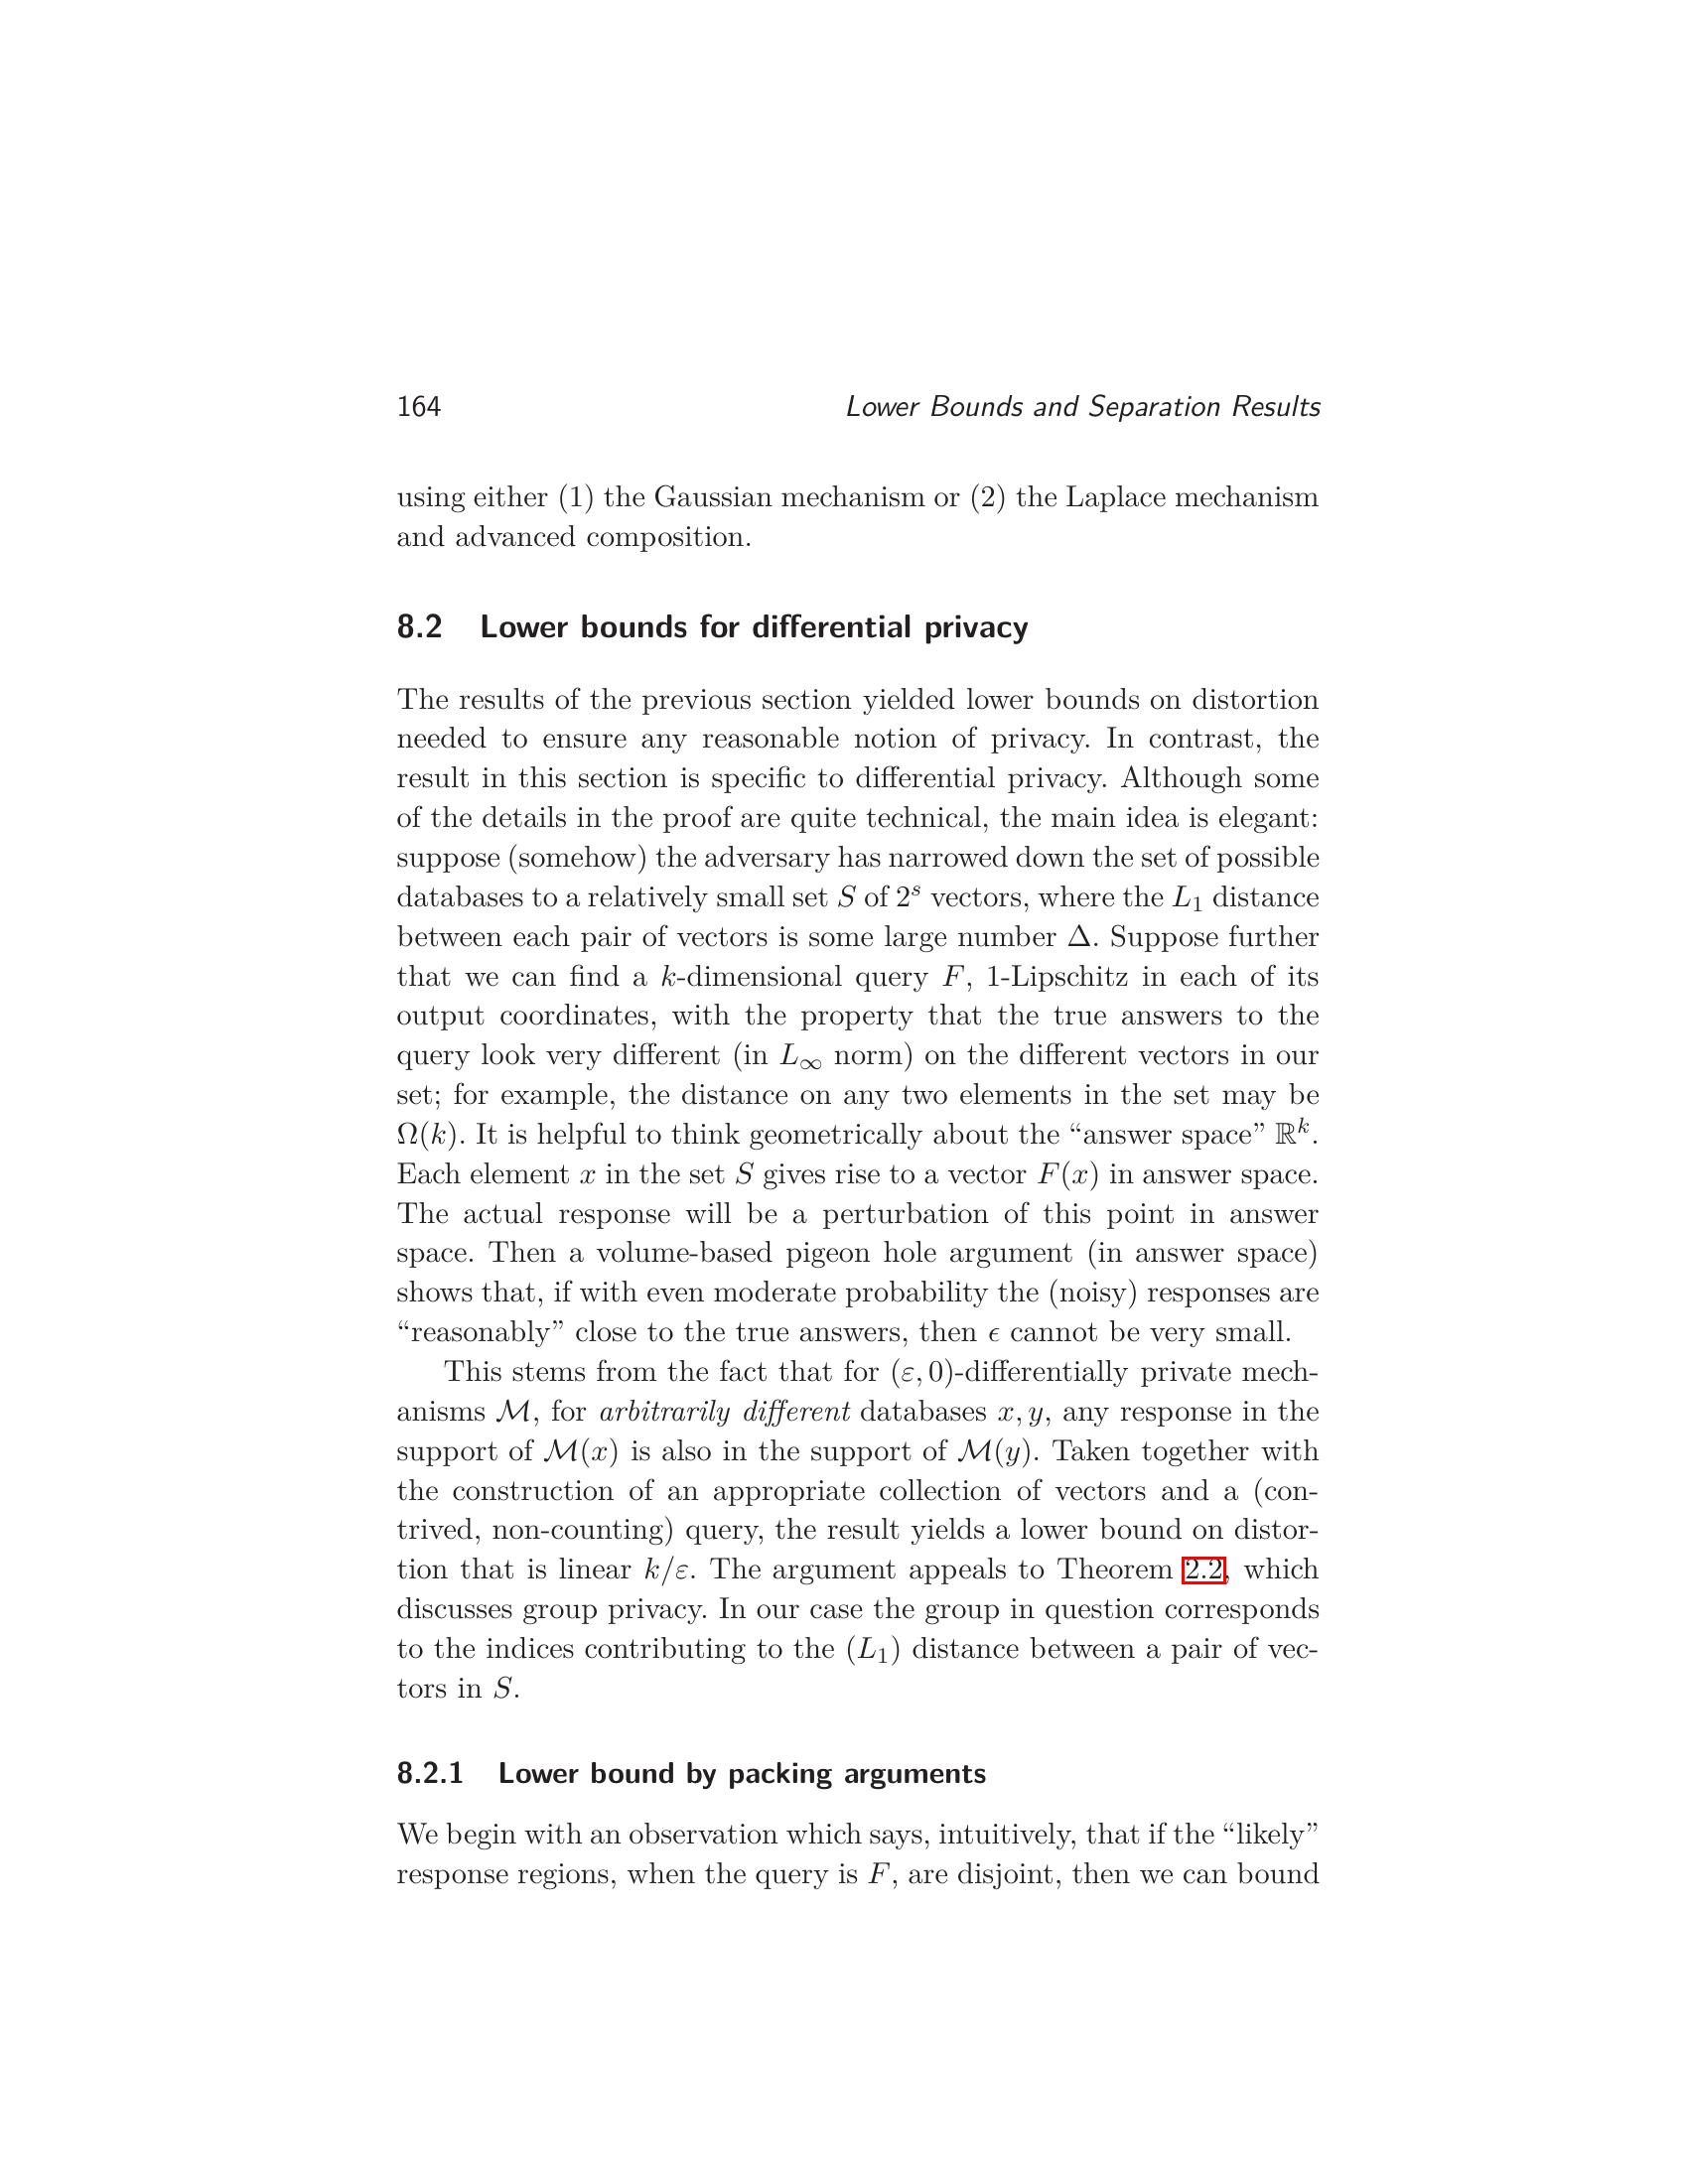 164 Lower Bounds and Separation Results
using either (1) the Gaussian mechanism or (2) the Laplace mechanism
and advanced composition.
8.2 Lower bounds for differential privacy
The results of the previous section yielded lower bounds on distortion
needed to ensure any reasonable notion of privacy. In contrast, the
result in this section is specific to differential privacy. Although some
of the details in the proof are quite technical, the main idea is elegant:
suppose (somehow) the adversary has narrowed down the set of possible
databases to a relatively small set S of 2^s vectors, where the L₁ distance
between each pair of vectors is some large number Δ. Suppose further
that we can find a k-dimensional query F, 1-Lipschitz in each of its
output coordinates, with the property that the true answers to the
query look very different (in L∞ norm) on the different vectors in our
set; for example, the distance on any two elements in the set may be
Ω(k). It is helpful to think geometrically about the “answer space” ℝ^k.
Each element x in the set S gives rise to a vector F(x) in answer space.
The actual response will be a perturbation of this point in answer
space. Then a volume-based pigeon hole argument (in answer space)
shows that, if with even moderate probability the (noisy) responses are
“reasonably” close to the true answers, then ϵ cannot be very small.
This stems from the fact that for (ε, 0)-differentially private mech-
anisms ℳ, for arbitrarily different databases x, y, any response in the
support of ℳ(x) is also in the support of ℳ(y). Taken together with
the construction of an appropriate collection of vectors and a (con-
trived, non-counting) query, the result yields a lower bound on distor-
tion that is linear k/ε. The argument appeals to Theorem 2.2, which
discusses group privacy. In our case the group in question corresponds
to the indices contributing to the (L₁) distance between a pair of vec-
tors in S.
8.2.1 Lower bound by packing arguments
We begin with an observation which says, intuitively, that if the “likely”
response regions, when the query is F, are disjoint, then we can bound